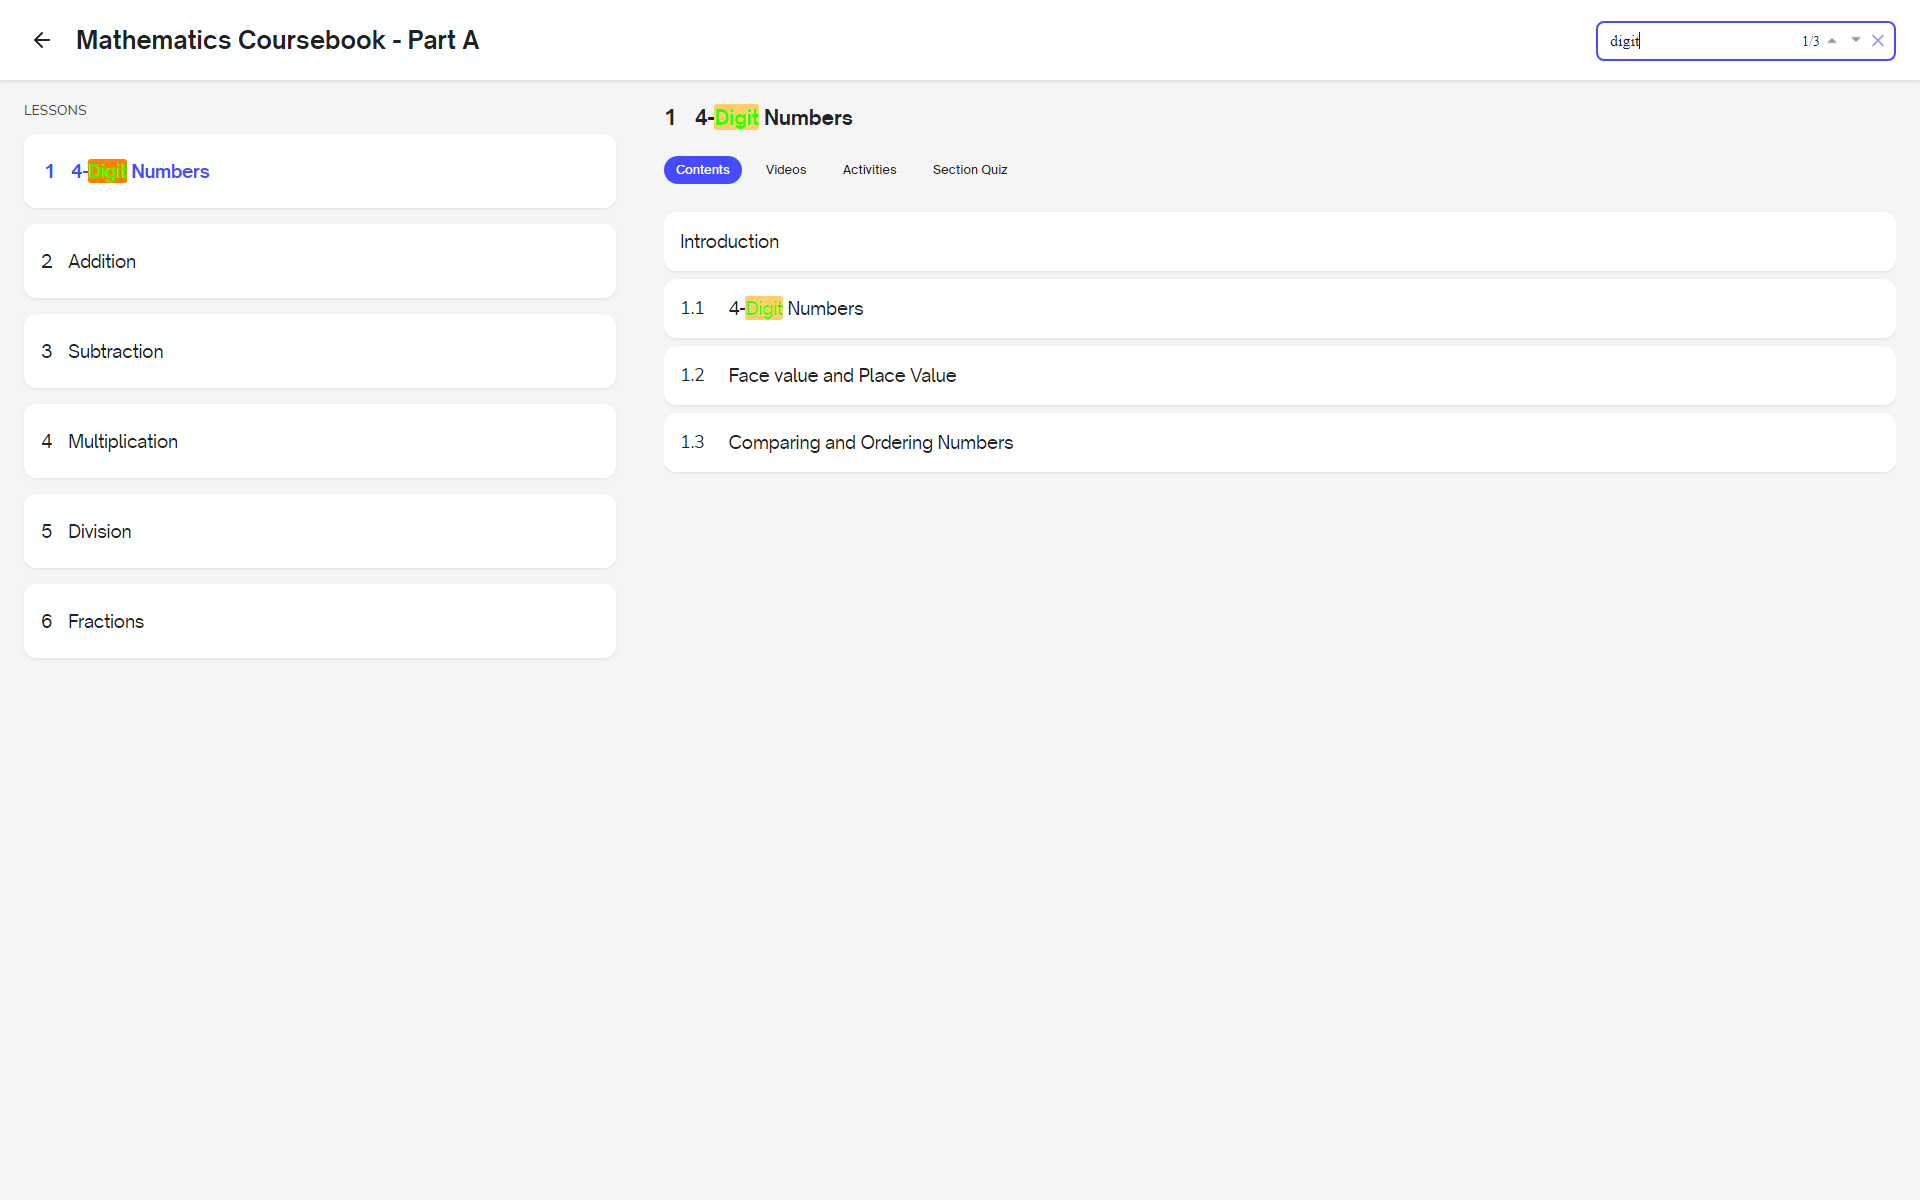 Mathematics Coursebook - Part A
digit 1/3
LESSONS
1 4-Digit Numbers
2 Addition
3 Subtraction
4 Multiplication
5 Division
6 Fractions
1 4-Digit Numbers
Contents Videos Activities Section Quiz
Introduction
1.1 4-Digit Numbers
1.2 Face value and Place Value
1.3 Comparing and Ordering Numbers